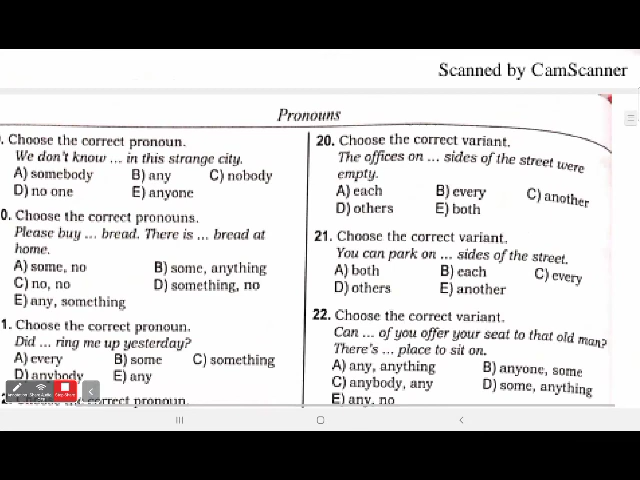 Scanned by CamScanner
Pronouns
. Choose the correct pronoun.
We don't know ... in this strange city.
A) somebody B) any C) nobody
D) no one E) anyone
0. Choose the correct pronouns.
Please buy ... bread. There is ... bread at
home.
A) some, no B) some, anything
C) no, no D) something, no
E) any, something
1. Choose the correct pronoun.
Did ... ring me up yesterday?
A) every B) some C) something
D) anybody E) any
Choose the correct pronoun.
20. Choose the correct variant.
The offices on ... sides of the street were
empty.
A) each B) every C) another
D) others E) both
21. Choose the correct variant.
You can park on ... sides of the street.
A) both B) each C) every
D) others E) another
22. Choose the correct variant.
Can ... of you offer your seat to that old man?
There's ... place to sit on.
A) any, anything B) anyone, some
C) anybody, any D) some, anything
E) any, no